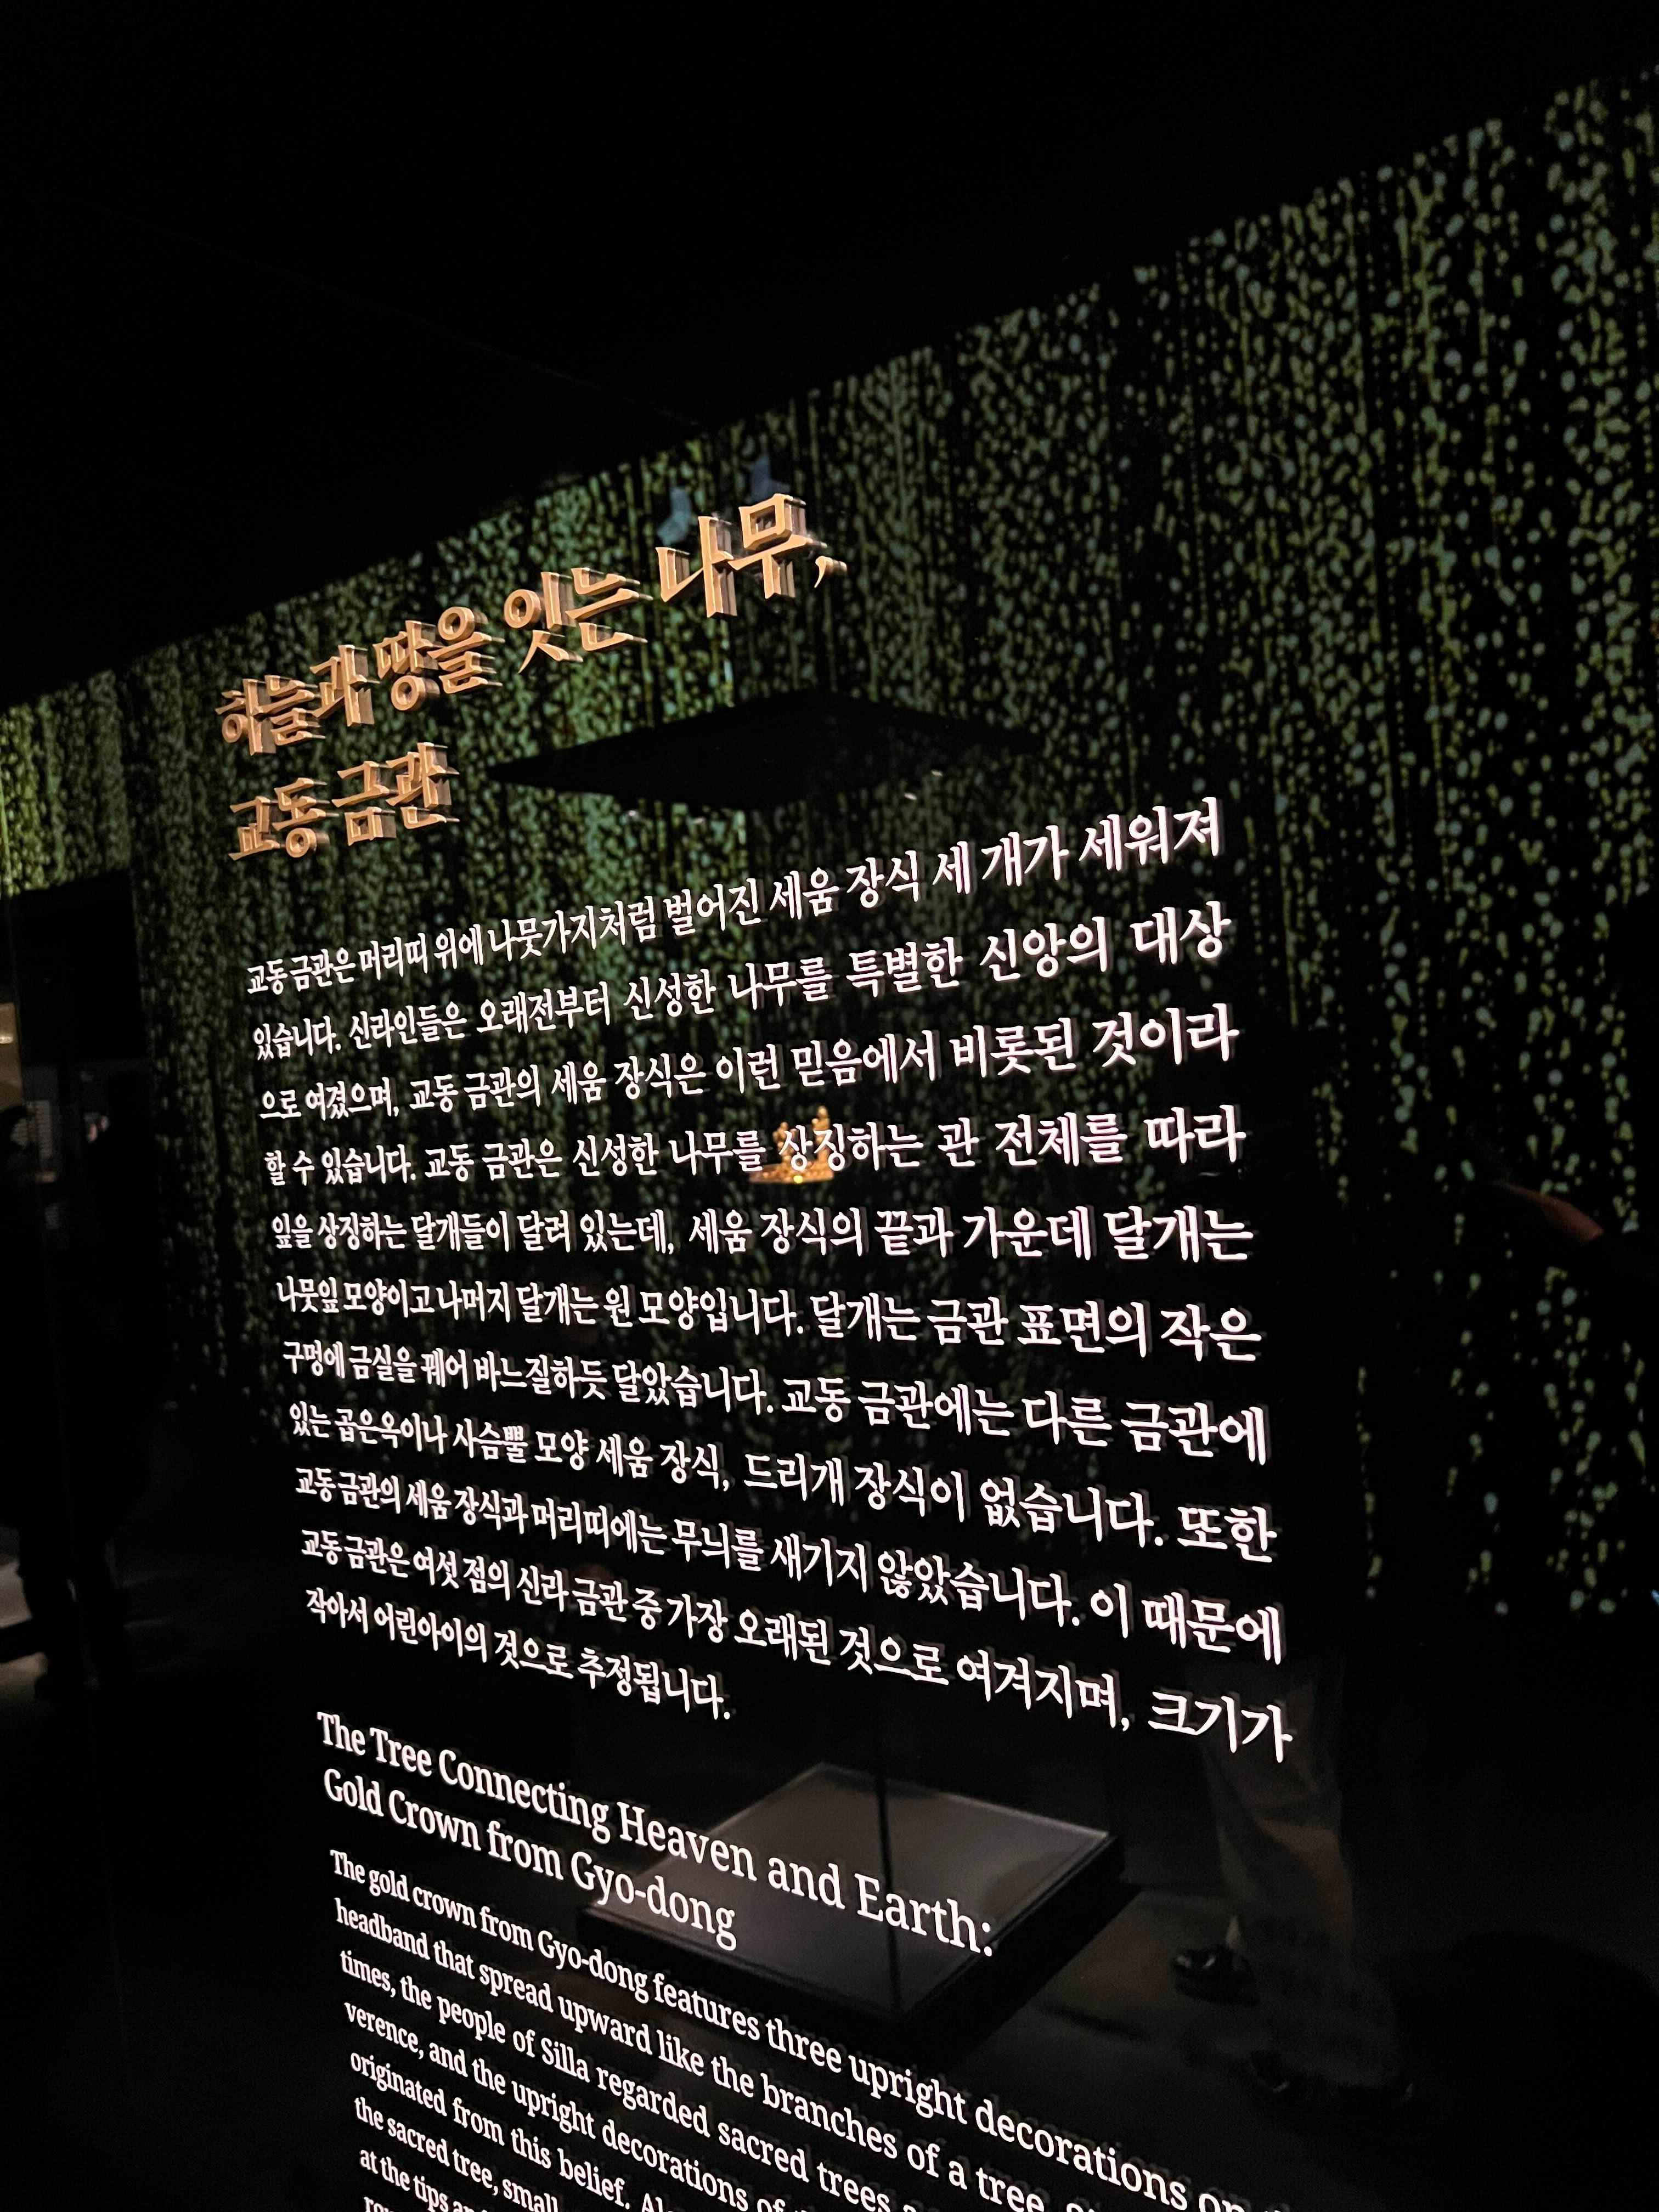 하늘과 땅을 잇는 나무,
교동 금관
교동 금관은 머리띠 위에 나뭇가지처럼 벌어진 세움 장식 세 개가 세워져
있습니다. 신라인들은 오래전부터 신성한 나무를 특별한 신앙의 대상
으로 여겼으며, 교동 금관의 세움 장식은 이런 믿음에서 비롯된 것이라
할 수 있습니다. 교동 금관은 신성한 나무를 상징하는 관 전체를 따라
잎을 상징하는 달개들이 달려 있는데, 세움 장식의 끝과 가운데 달개는
나뭇잎 모양이고 나머지 달개는 원 모양입니다. 달개는 금관 표면의 작은
구멍에 금실을 꿰어 바느질하듯 달았습니다. 교동 금관에는 다른 금관에
있는 곱은옥이나 사슴뿔 모양 세움 장식, 드리개 장식이 없습니다. 또한
교동 금관의 세움 장식과 머리띠에는 무늬를 새기지 않았습니다. 이 때문에
교동 금관은 여섯 점의 신라 금관 중 가장 오래된 것으로 여겨지며, 크기가
작아서 어린아이의 것으로 추정됩니다.
The Tree Connecting Heaven and Earth:
Gold Crown from Gyo-dong
The gold crown from Gyo-dong features three upright decorations on
headband that spread upward like the branches of a tree.
times, the people of Silla regarded sacred trees
verence, and the upright decorations of
originated from this belief.
the sacred tree, small
at the tips